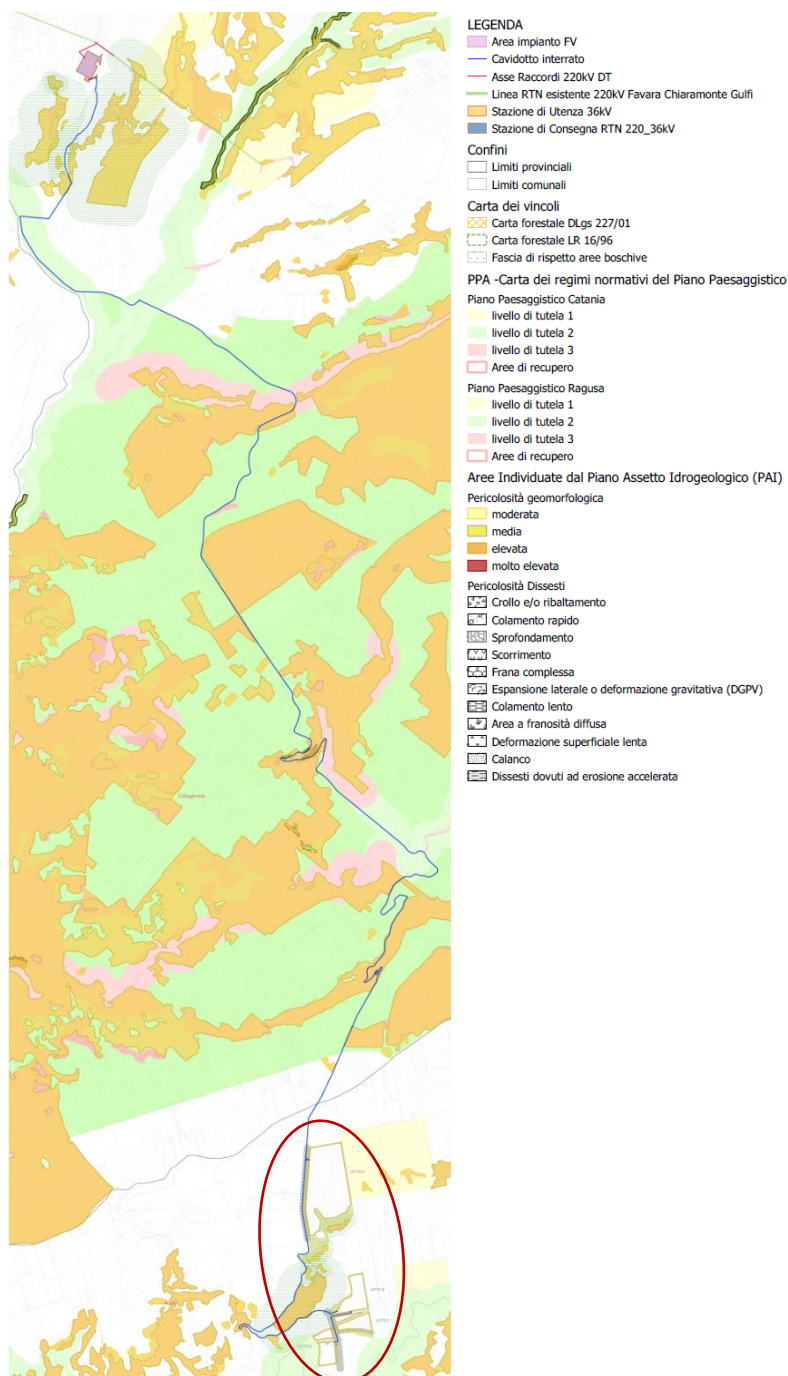 LEGENDA
Area impianto FV
Cavidotto interrato
Asse Raccordi 220kV DT
Linea RTN esistente 220kV Favara Chiaramonte Gulfi
Stazione di Utenza 36kV
Stazione di Consegna RTN 220_36kV
Confini
Limiti provinciali
Limiti comunali
Carta dei vincoli
Carta forestale DLgs 227/01
Carta forestale LR 16/96
Fascia di rispetto aree boschive
PPA -Carta dei regimi normativi del Piano Paesaggistico
Piano Paesaggistico Catania
livello di tutela 1
livello di tutela 2
livello di tutela 3
Aree di recupero
Piano Paesaggistico Ragusa
livello di tutela 1
livello di tutela 2
livello di tutela 3
Aree di recupero
Aree Individuate dal Piano Assetto Idrogeologico (PAI)
Pericolosità geomorfologica
moderata
media
elevata
molto elevata
Pericolosità Dissesti
Crollo e/o ribaltamento
Colamento rapido
Sprofondamento
Scorrimento
Frana complessa
Espansione laterale o deformazione gravitativa (DGPV)
Colamento lento
Area a franosità diffusa
Deformazione superficiale lenta
Calanco
Dissesti dovuti ad erosione accelerata
Caltagirone